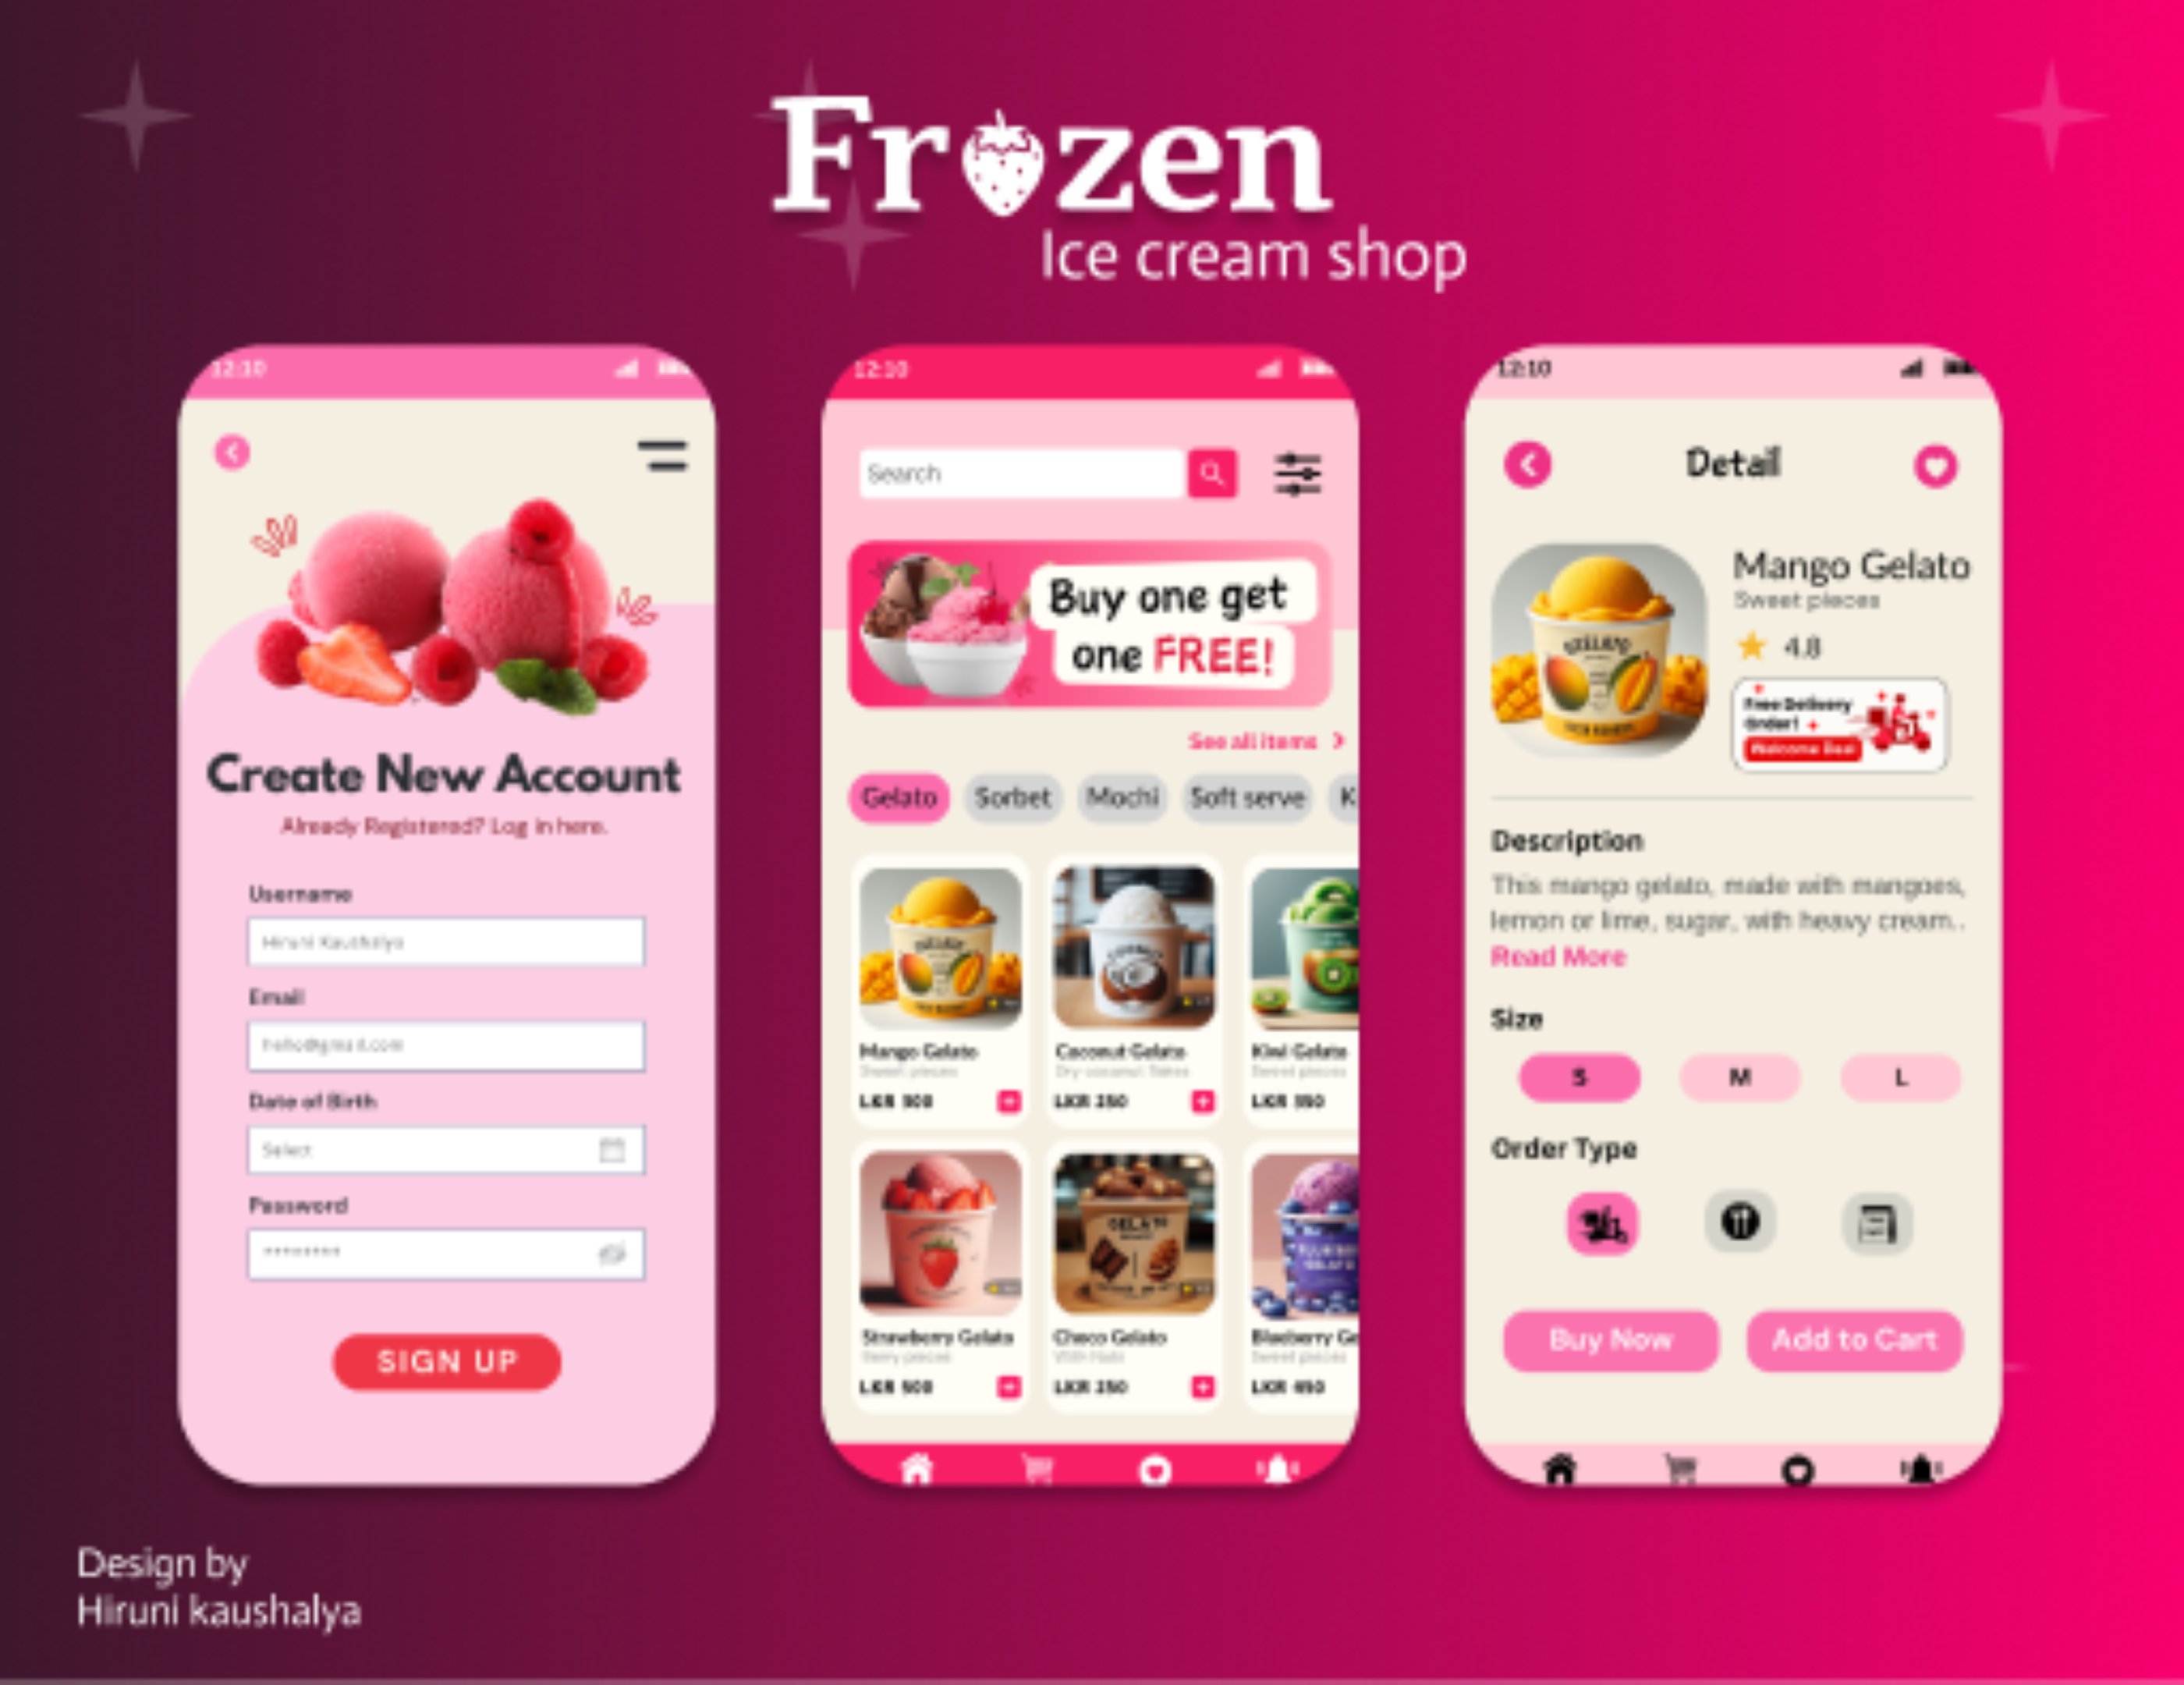 Frozen
Ice cream shop
12:10
Create New Account
Already Registered? Log in here.
Username
Hiruni Kaushalya
Email
hello@gmail.com
Date of Birth
Select
Password
********
SIGN UP
12:10
Search
Buy one get
one FREE!
See all items
Gelato Sorbet Mochi Soft serve K
Mango Gelato Coconut Gelato Kiwi Gelato
Sweet pieces Dry coconut flakes Sweet pieces
LKR LKR LKR
Strawberry Gelato Choco Gelato Blueberry Ge
Berry pieces With Nuts Sweet pieces
LKR LKR LKR
12:10
Detail
GELATO
Mango Gelato
Sweet pieces
4.8
Free Delivery
Order!
Welcome Deal
Description
This mango gelato, made with mangoes,
lemon or lime, sugar, with heavy cream..
Read More
Size
S M L
Order Type
Buy Now Add to Cart
Design by
Hiruni kaushalya